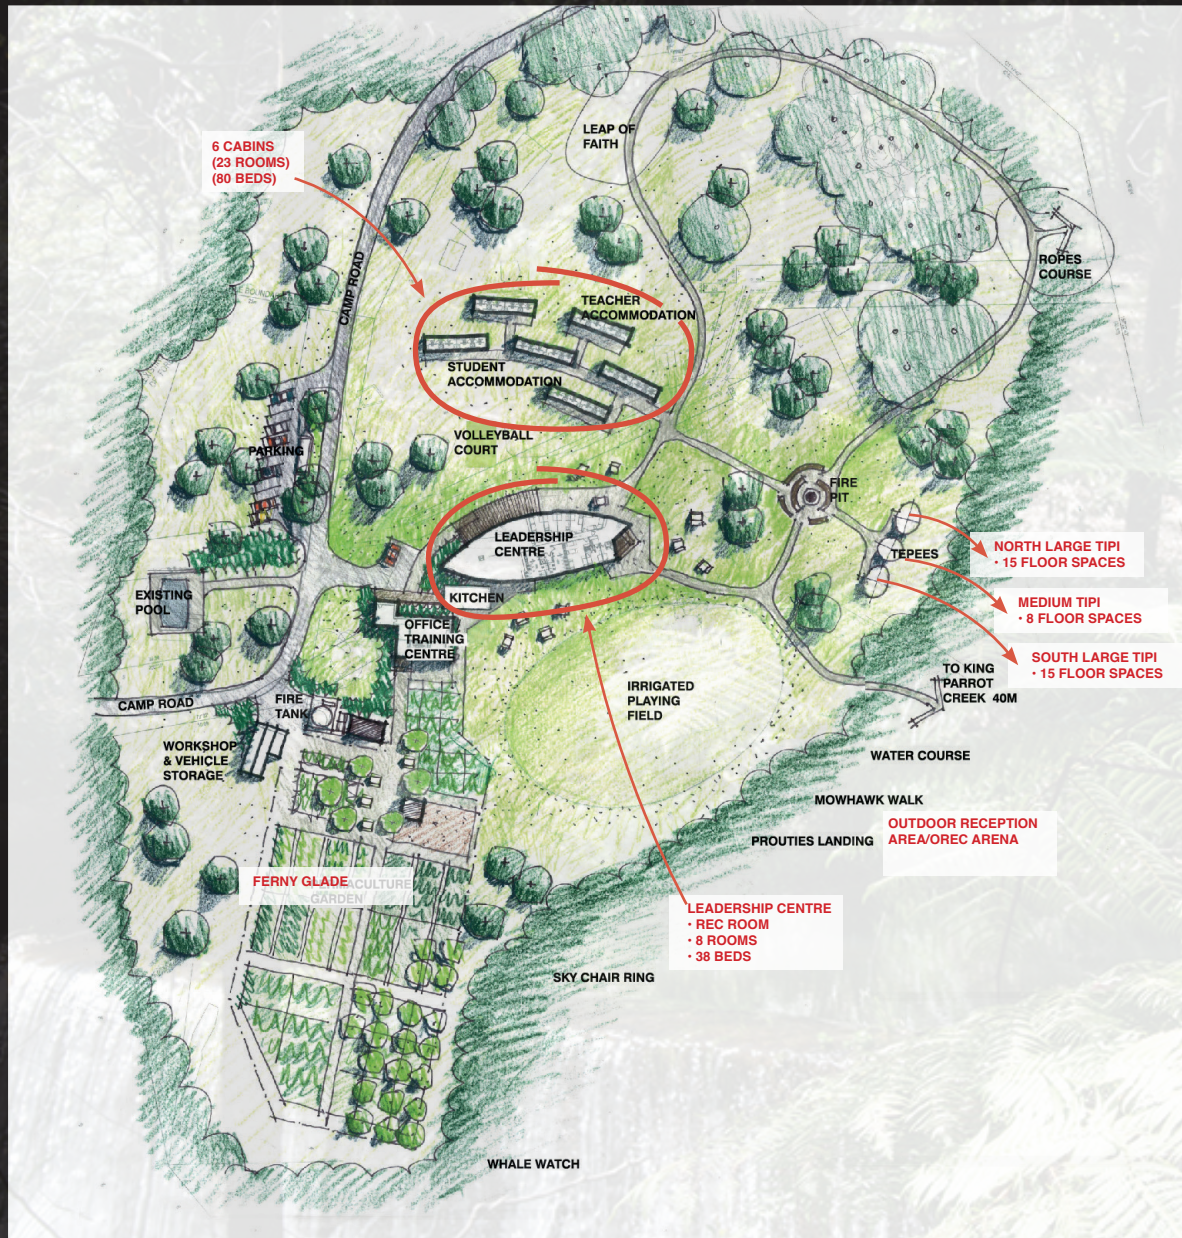 LEAP OF
FAITH
6 CABINS
(23 ROOMS)
(80 BEDS)
ROPES
COURSE
CAMP ROAD
TEACHER
ACCOMMODATION
STUDENT
ACCOMMODATION
VOLLEYBALL
COURT
PARKING
FIRE
PIT
LEADERSHIP
CENTRE
TEPEES
NORTH LARGE TIPI
• 15 FLOOR SPACES
EXISTING
POOL
KITCHEN
MEDIUM TIPI
• 8 FLOOR SPACES
OFFICE
TRAINING
CENTRE
SOUTH LARGE TIPI
• 15 FLOOR SPACES
TO KING
PARROT
CREEK 40M
IRRIGATED
PLAYING
FIELD
CAMP ROAD
FIRE
TANK
WORKSHOP
& VEHICLE
STORAGE
WATER COURSE
MOWHAWK WALK
PROUTIES LANDING
OUTDOOR RECEPTION
AREA/OREC ARENA
FERNY GLADE
GARDEN
LEADERSHIP CENTRE
• REC ROOM
• 8 ROOMS
• 38 BEDS
SKY CHAIR RING
WHALE WATCH